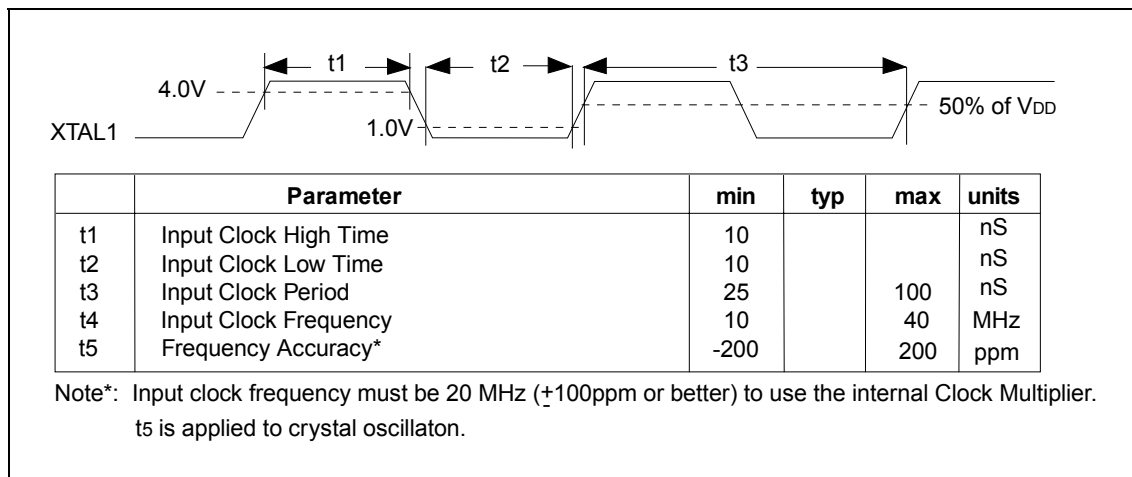 t1 t2 t3
4.0V
50% of VDD
XTAL1 1.0V
Parameter min typ max units
t1 Input Clock High Time 10 nS
t2 Input Clock Low Time 10 nS
t3 Input Clock Period 25 100 nS
t4 Input Clock Frequency 10 40 MHz
t5 Frequency Accuracy* -200 200 ppm
Note*: Input clock frequency must be 20 MHz (±100ppm or better) to use the internal Clock Multiplier.
t5 is applied to crystal oscillaton.